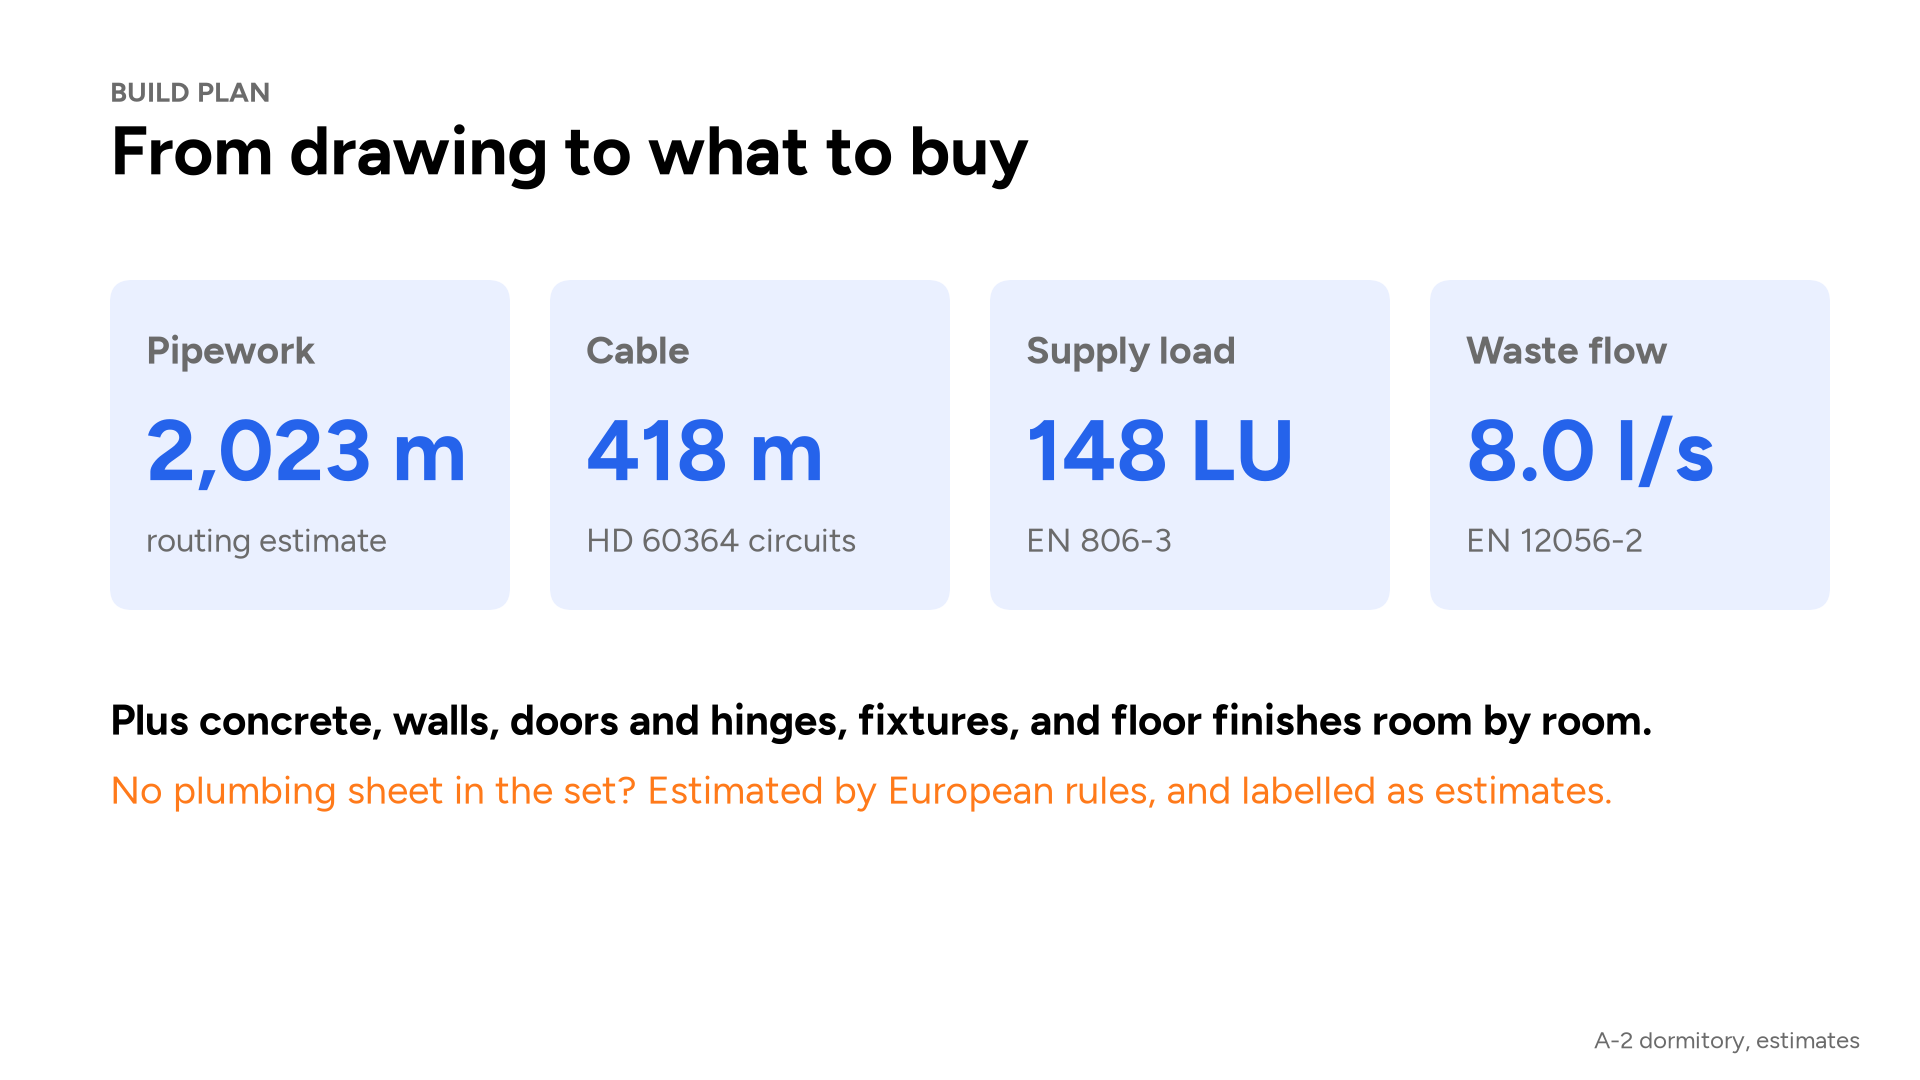 BUILD PLAN
From drawing to what to buy
Pipework
2,023 m
routing estimate
Cable
418 m
HD 60364 circuits
Supply load
148 LU
EN 806-3
Waste flow
8.0 l/s
EN 12056-2
Plus concrete, walls, doors and hinges, fixtures, and floor finishes room by room.
No plumbing sheet in the set? Estimated by European rules, and labelled as estimates.
A-2 dormitory, estimates